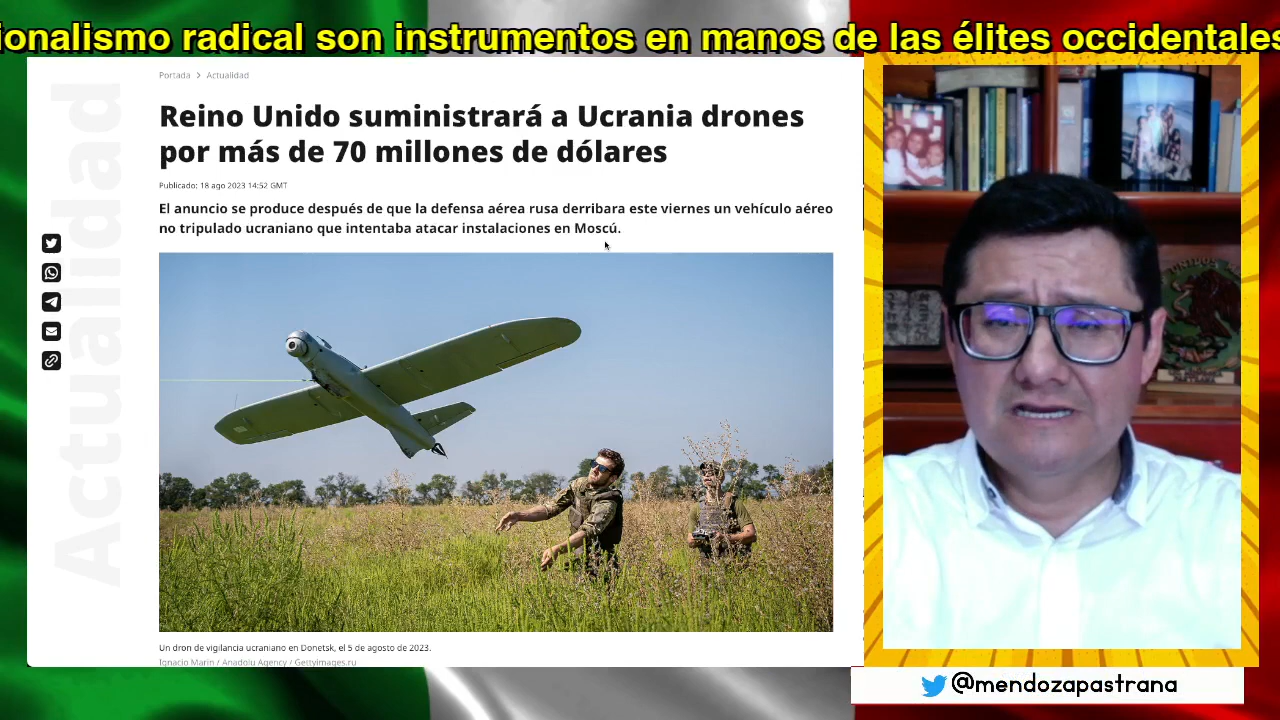 ionalismo radical son instrumentos en manos de las élites occidentales
Actualidad
Portada > Actualidad
Reino Unido suministrará a Ucrania drones
por más de 70 millones de dólares
Publicado: 18 ago 2023 14:52 GMT
El anuncio se produce después de que la defensa aérea rusa derribara este viernes un vehículo aéreo
no tripulado ucraniano que intentaba atacar instalaciones en Moscú.
Un dron de vigilancia ucraniano en Donetsk, el 5 de agosto de 2023.
Ignacio Marin / Anadolu Agency / Gettyimages.ru
@mendozapastrana